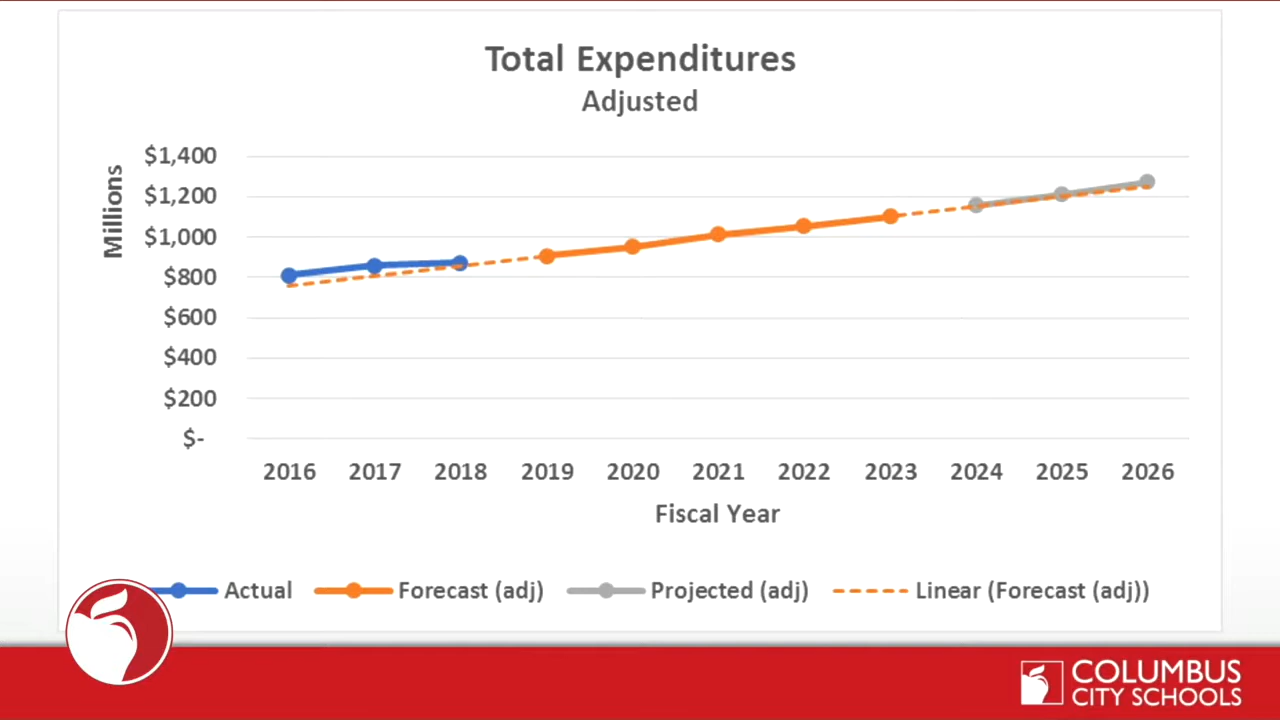 Total Expenditures
Adjusted
Millions
$1,400
$1,200
$1,000
$800
$600
$400
$200
$-
2016 2017 2018 2019 2020 2021 2022 2023 2024 2025 2026
Fiscal Year
Actual Forecast (adj) Projected (adj) Linear (Forecast (adj))
COLUMBUS
CITY SCHOOLS